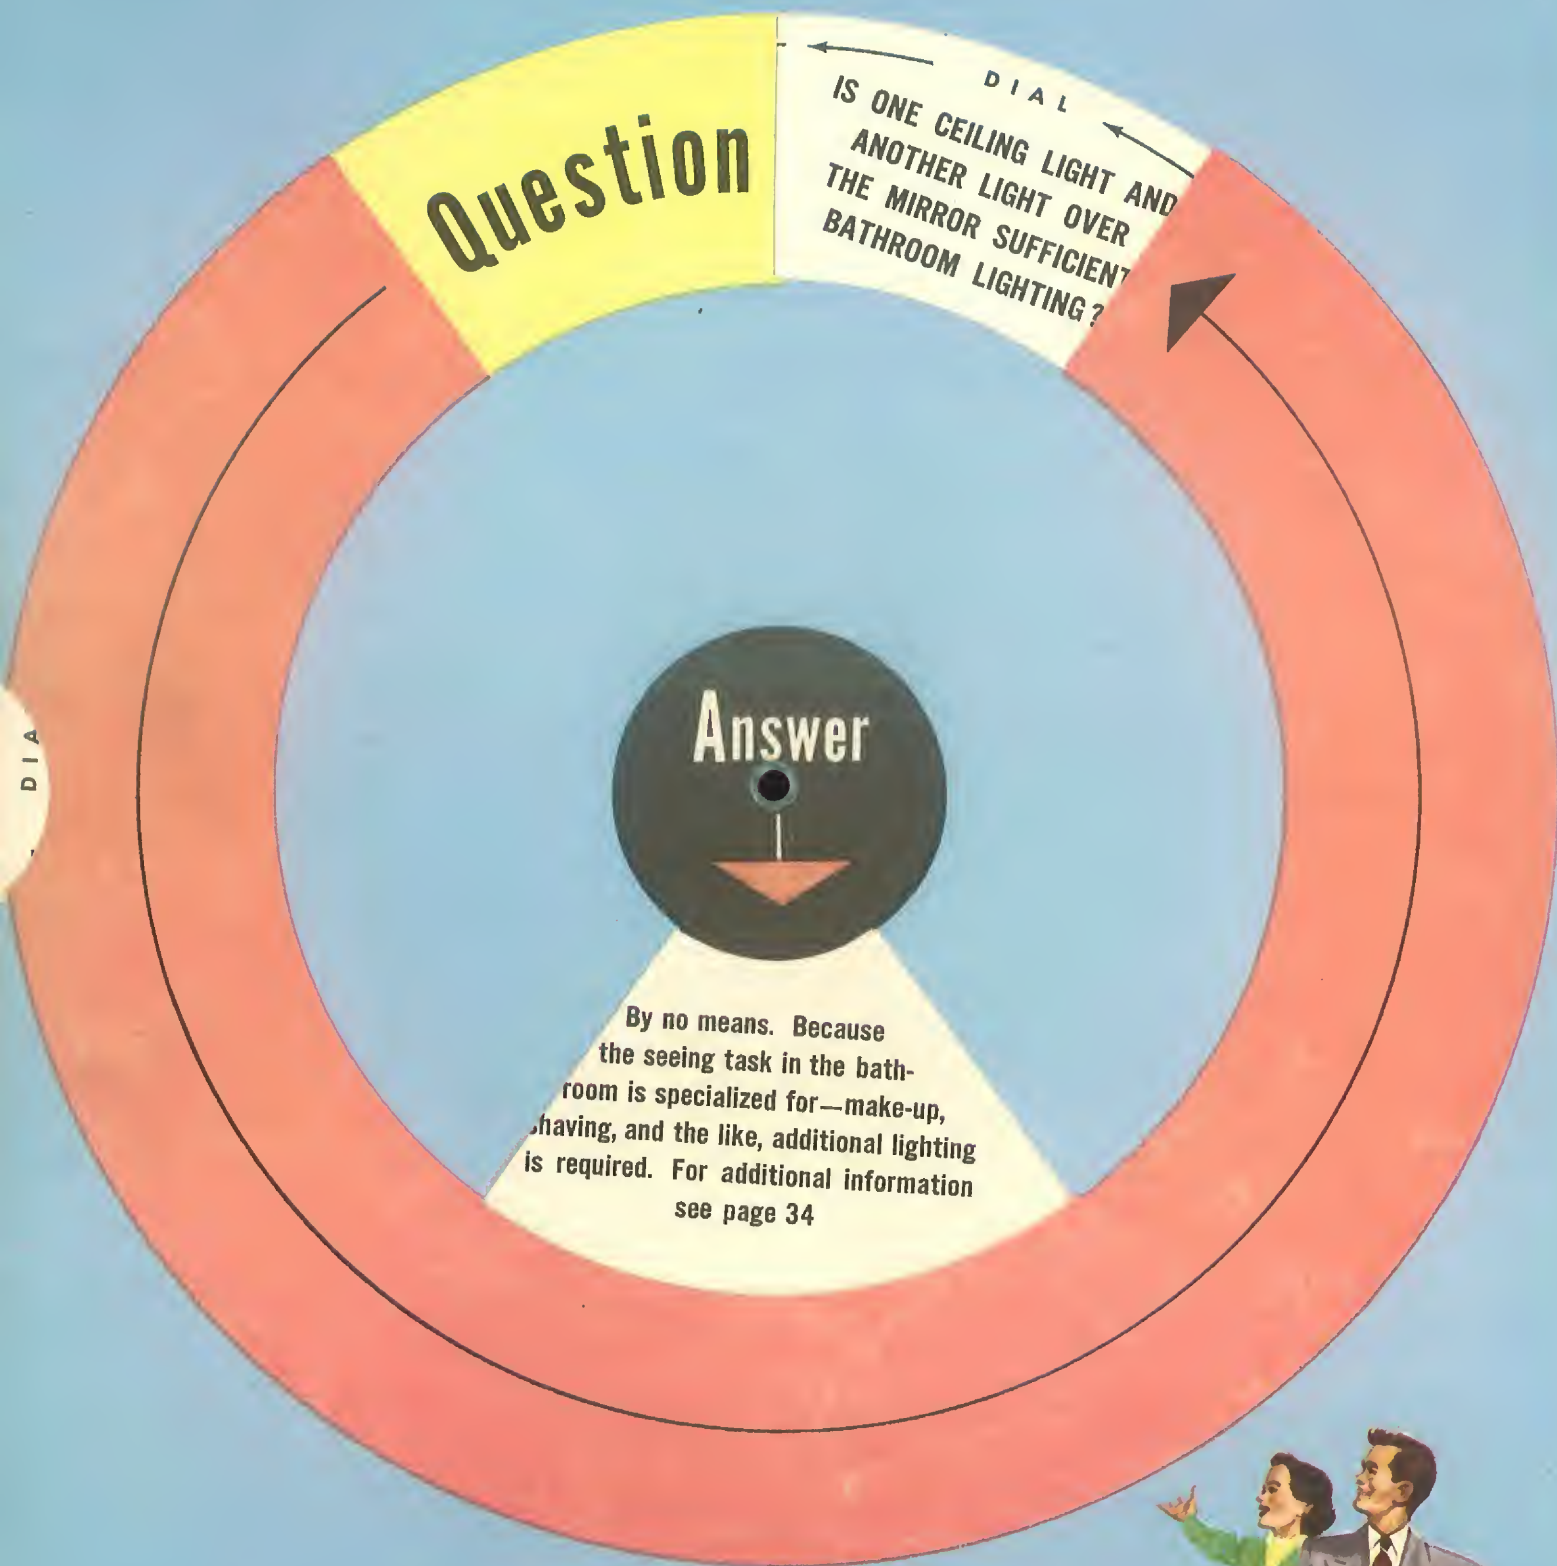 Question
DIAL
IS ONE CEILING LIGHT AND
ANOTHER LIGHT OVER
THE MIRROR SUFFICIENT
BATHROOM LIGHTING?
DIA
Answer
By no means. Because
the seeing task in the bath-
room is specialized for—make-up,
shaving, and the like, additional lighting
is required. For additional information
see page 34